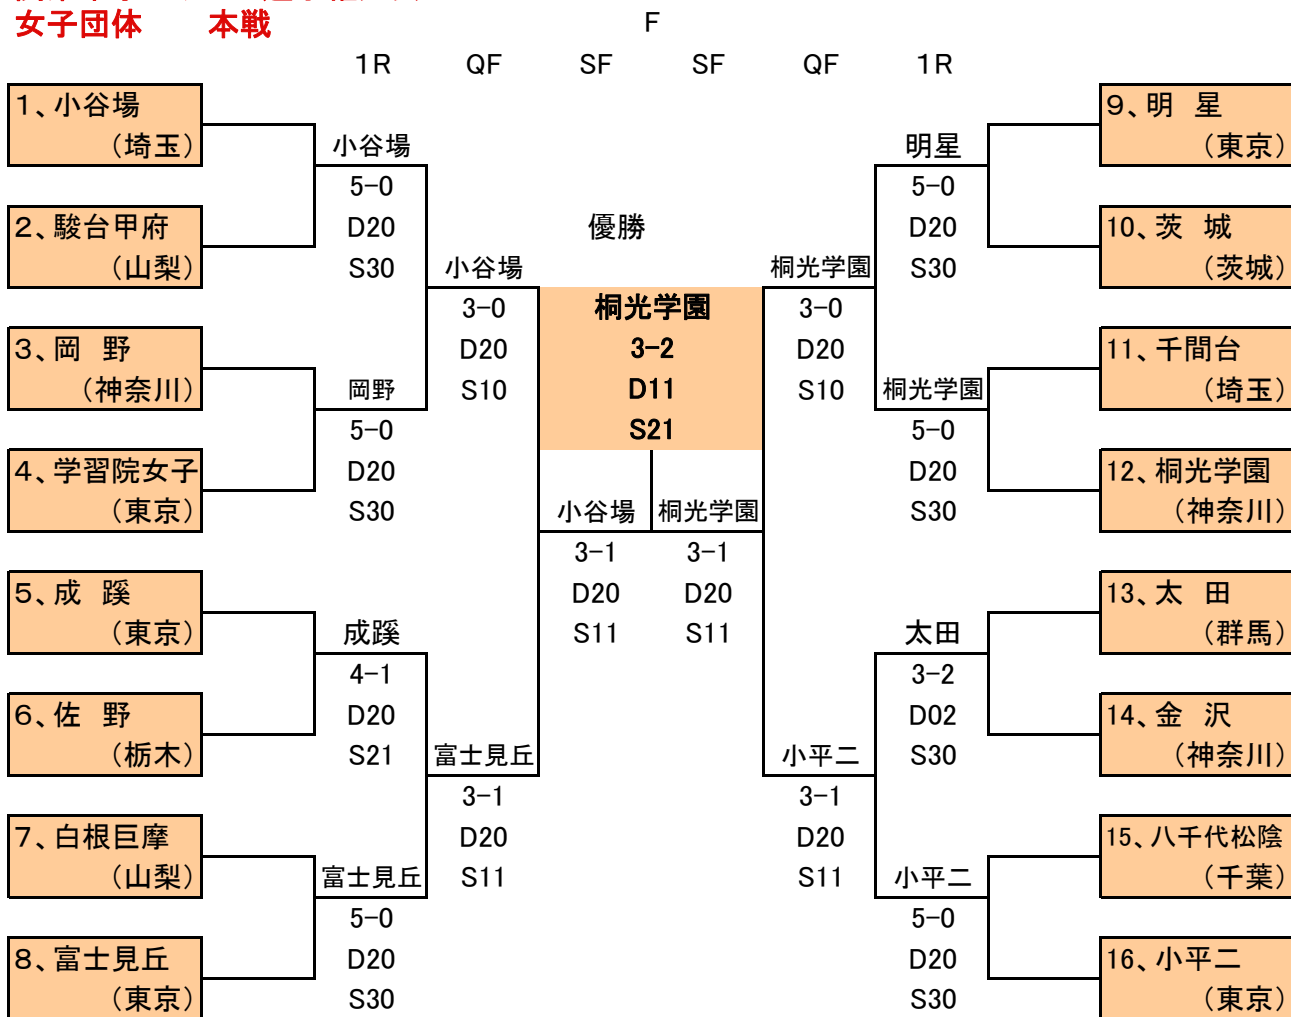 女子団体 本戦
F
1R QF SF SF QF 1R
1、小谷場
（埼玉）
2、駿台甲府
（山梨）
3、岡 野
（神奈川）
4、学習院女子
（東京）
5、成 蹊
（東京）
6、佐 野
（栃木）
7、白根巨摩
（山梨）
8、富士見丘
（東京）
小谷場
5-0
D20
S30
岡野
5-0
D20
S30
成蹊
4-1
D20
S21
富士見丘
5-0
D20
S30
小谷場
3-0
D20
S10
富士見丘
3-1
D20
S11
優勝
桐光学園
3-2
D11
S21
小谷場
3-1
D20
S11
桐光学園
3-1
D20
S11
桐光学園
3-0
D20
S10
小平二
3-1
D20
S11
明星
5-0
D20
S30
桐光学園
5-0
D20
S30
太田
3-2
D02
S30
小平二
5-0
D20
S30
9、明 星
（東京）
10、茨 城
（茨城）
11、千間台
（埼玉）
12、桐光学園
（神奈川）
13、太 田
（群馬）
14、金 沢
（神奈川）
15、八千代松陰
（千葉）
16、小平二
（東京）